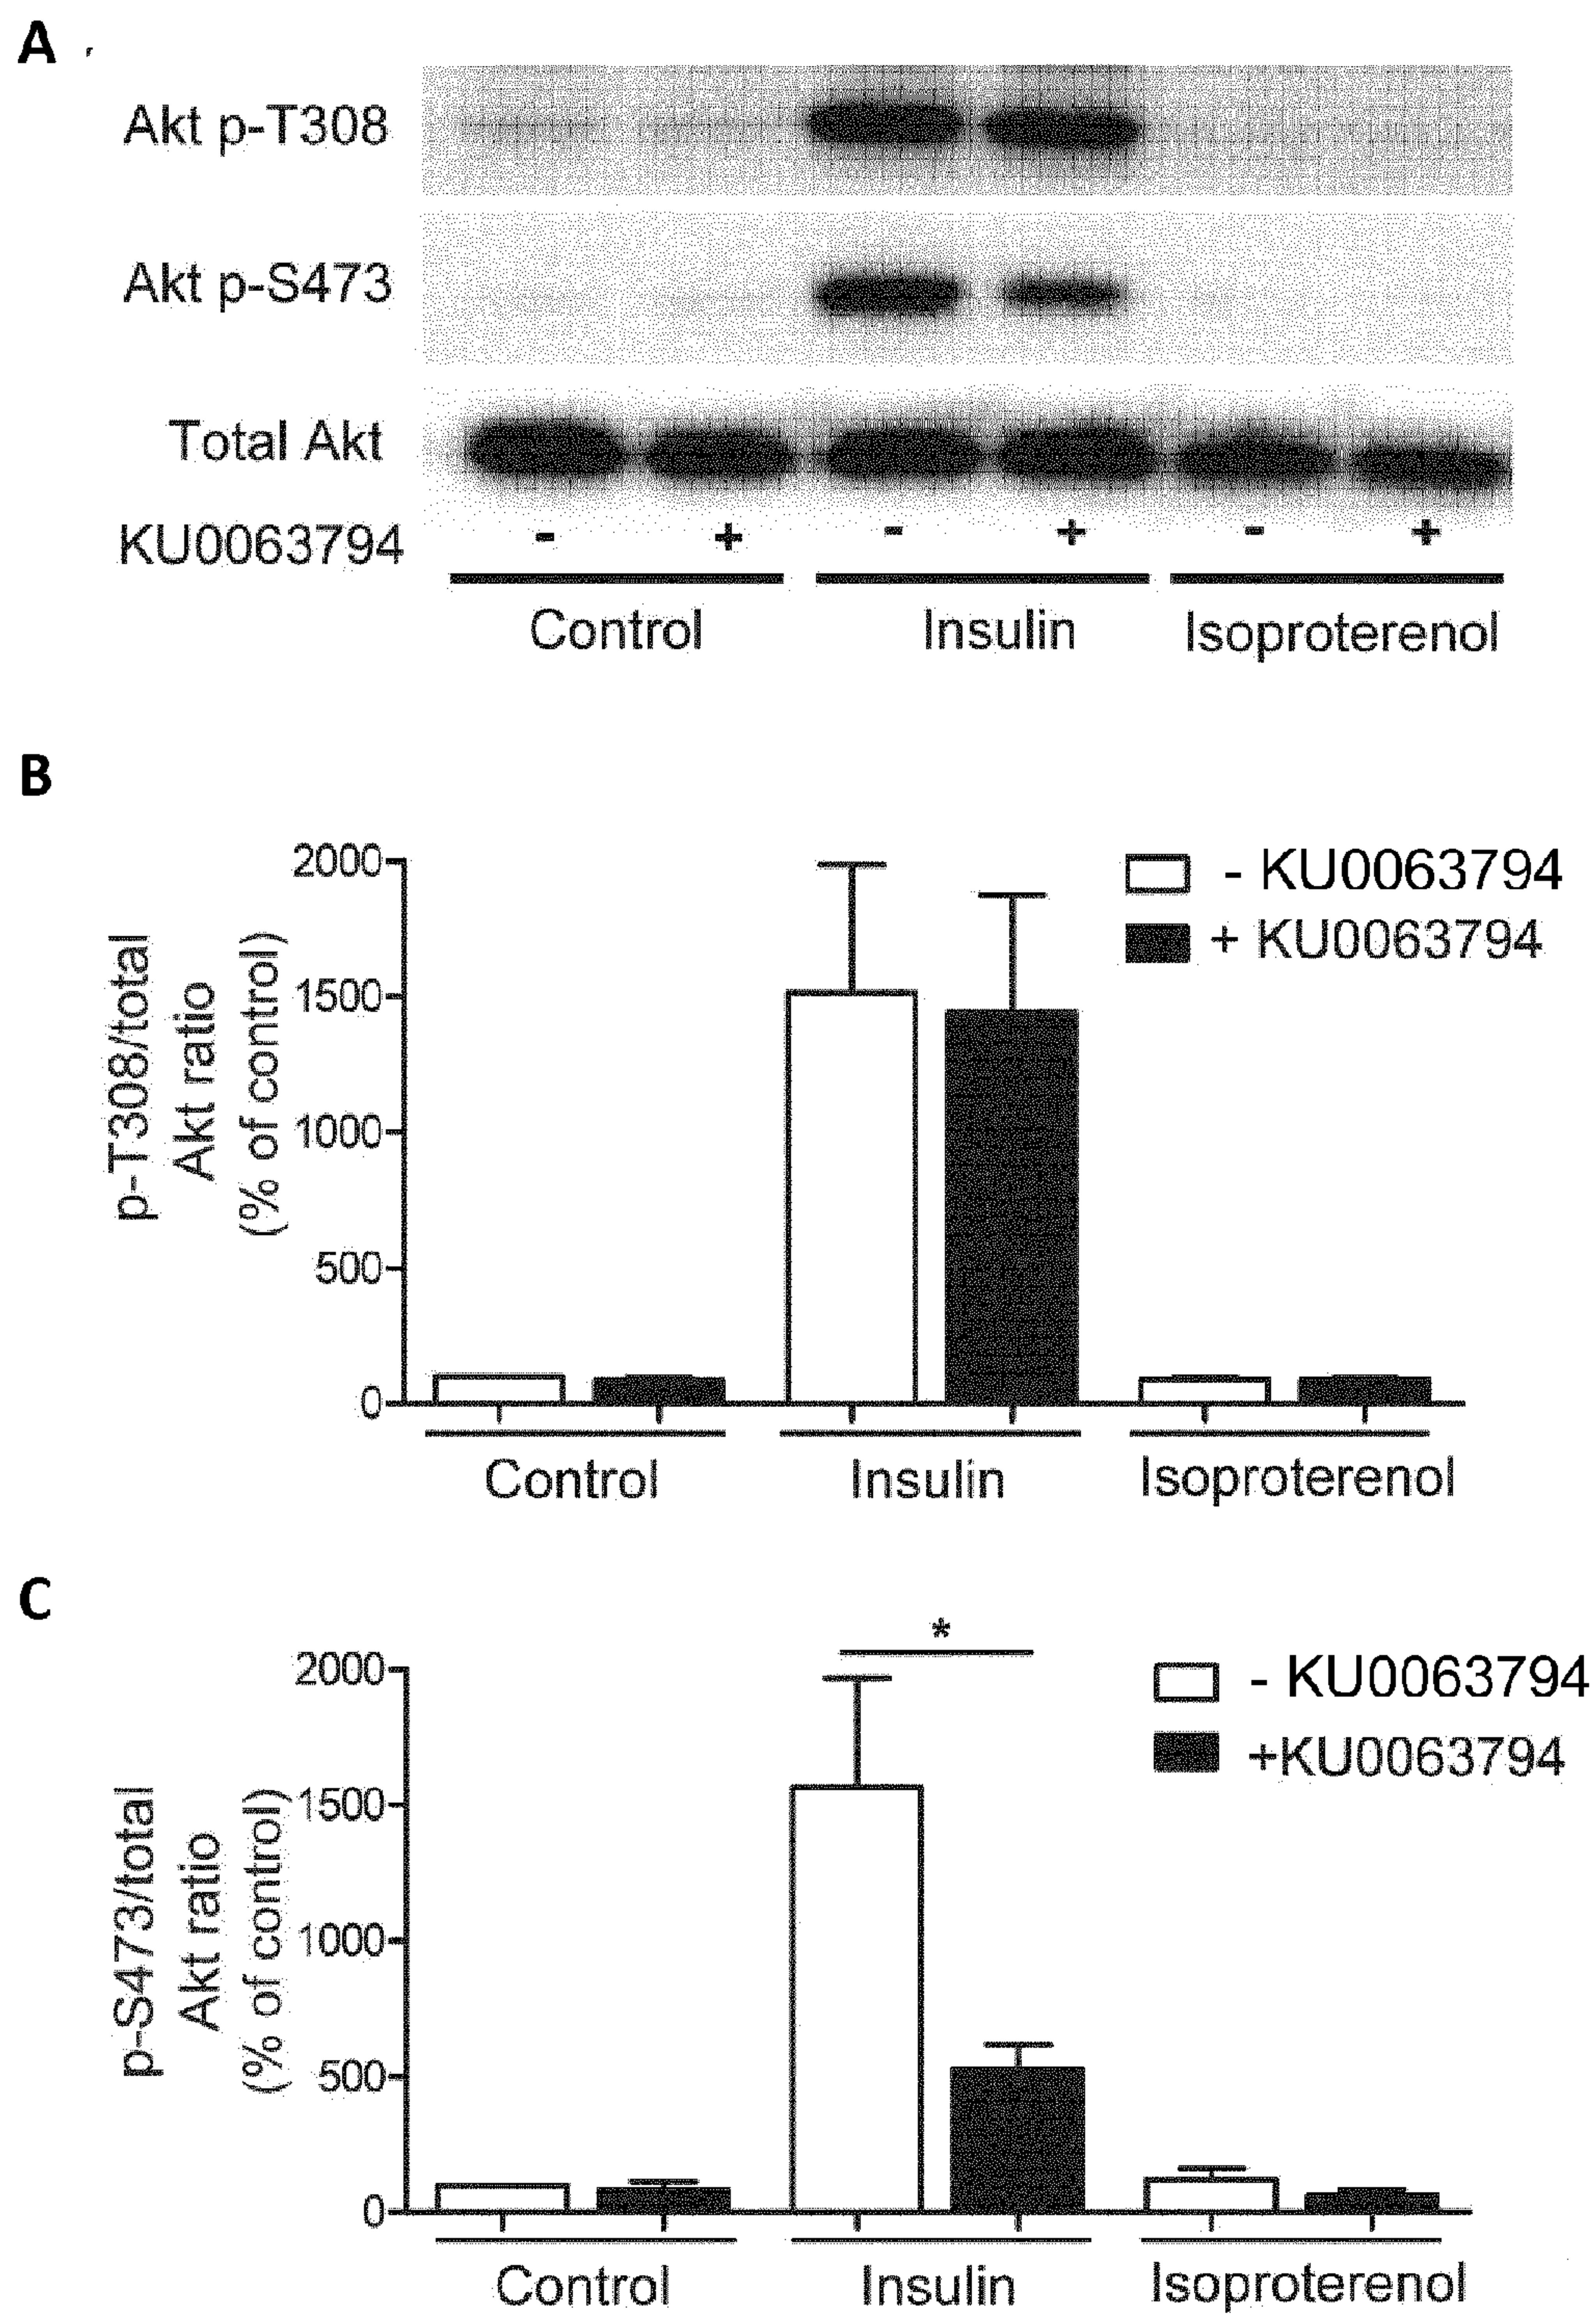 A
Akt p-T308
Akt p-S473
Total Akt
KU0063794 - + - + - +
Control Insulin Isoproterenol
B
p-T308/total
Akt ratio
(% of control)
2000
1500
1000
500
0
- KU0063794
+ KU0063794
Control Insulin Isoproterenol
C
p-S473/total
Akt ratio
(% of control)
2000
1500
1000
500
0
*
- KU0063794
+KU0063794
Control Insulin Isoproterenol